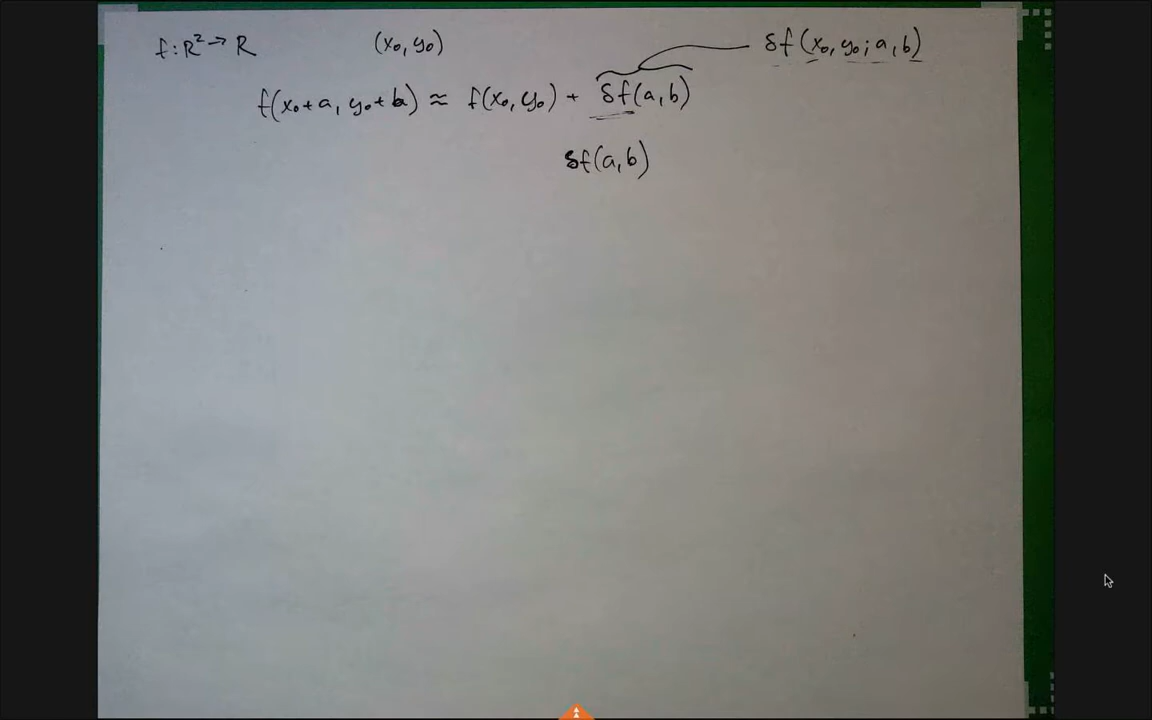 f: R² → R (x₀, y₀) δf(x₀, y₀; a, b)
f(x₀+a, y₀+b) ≈ f(x₀, y₀) + δf(a, b)
δf(a, b)